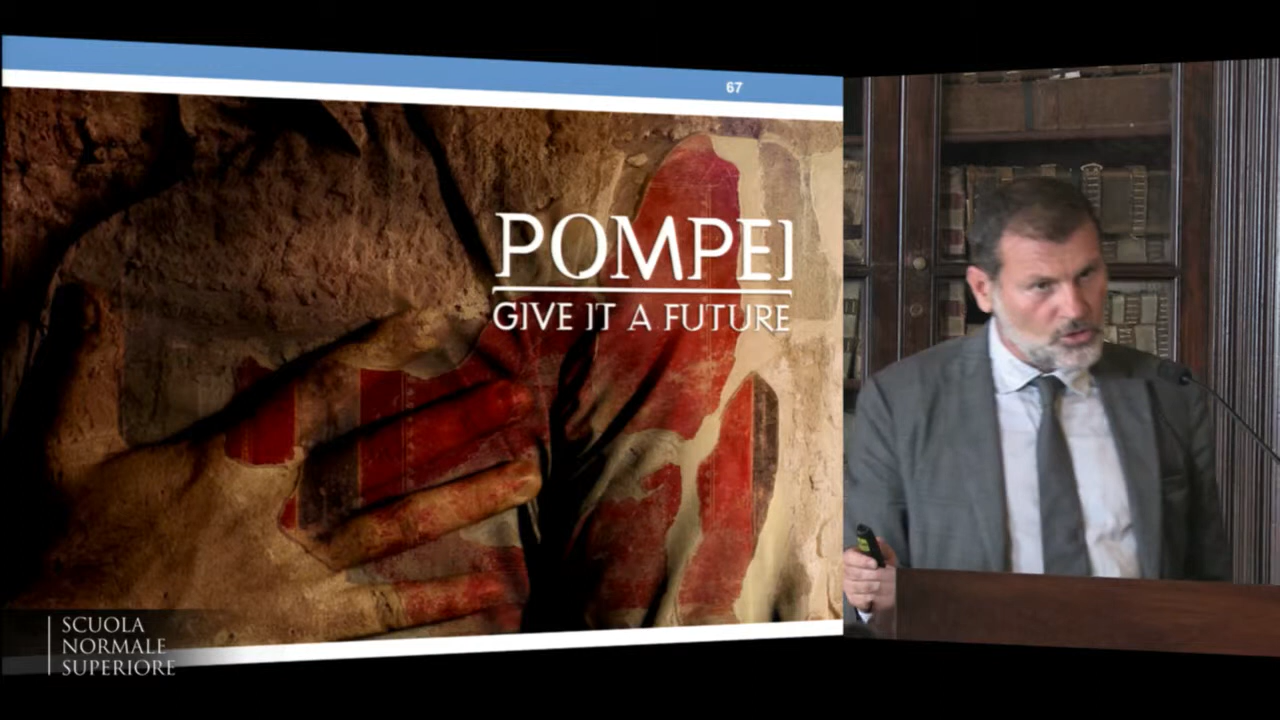 67
POMPEI
GIVE IT A FUTURE
SCUOLA
NORMALE
SUPERIORE